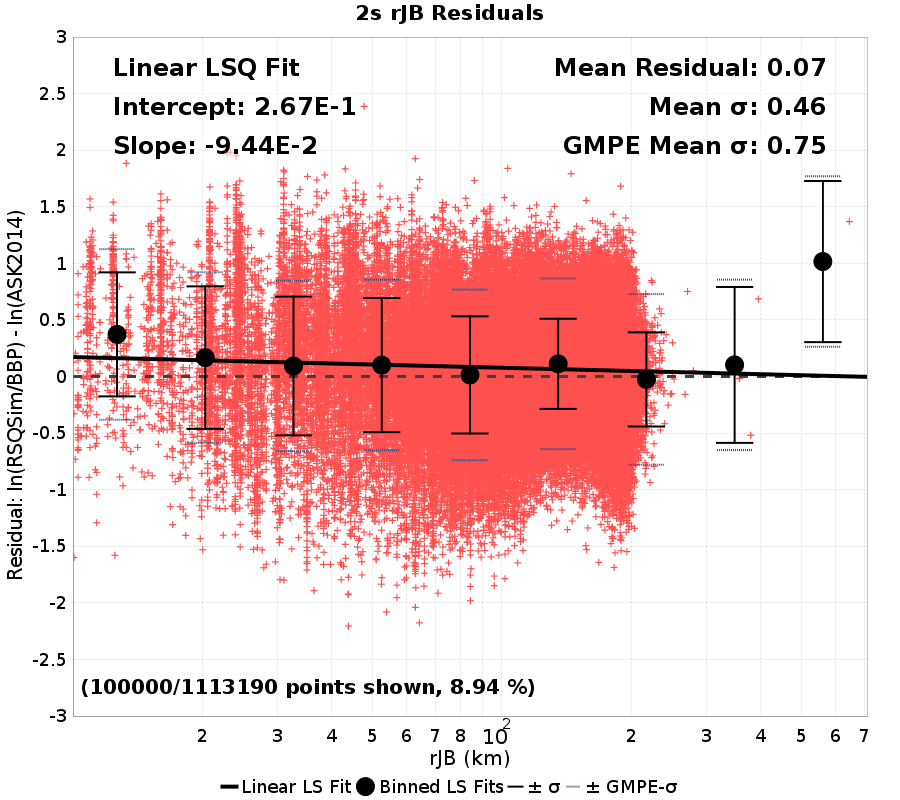 2s rJB Residuals
Linear LSQ Fit
Intercept: 2.67E-1
Slope: -9.44E-2
Mean Residual: 0.07
Mean σ: 0.46
GMPE Mean σ: 0.75
Residual: ln(RSQSim/BBP) - ln(ASK2014)
3
2.5
2
1.5
1
0.5
0
-0.5
-1
-1.5
-2
-2.5
-3
(100000/1113190 points shown, 8.94 %)
2 3 4 5 6 7 8 10² 2 3 4 5 6 7
rJB (km)
Linear LS Fit Binned LS Fits ± σ ± GMPE-σ